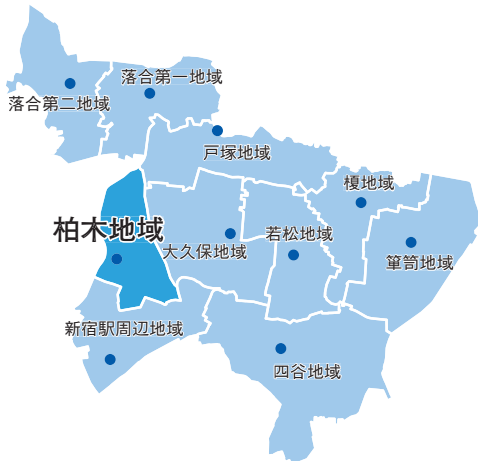 落合第一地域
落合第二地域
戸塚地域
榎地域
柏木地域
大久保地域
若松地域
箪笥地域
新宿駅周辺地域
四谷地域